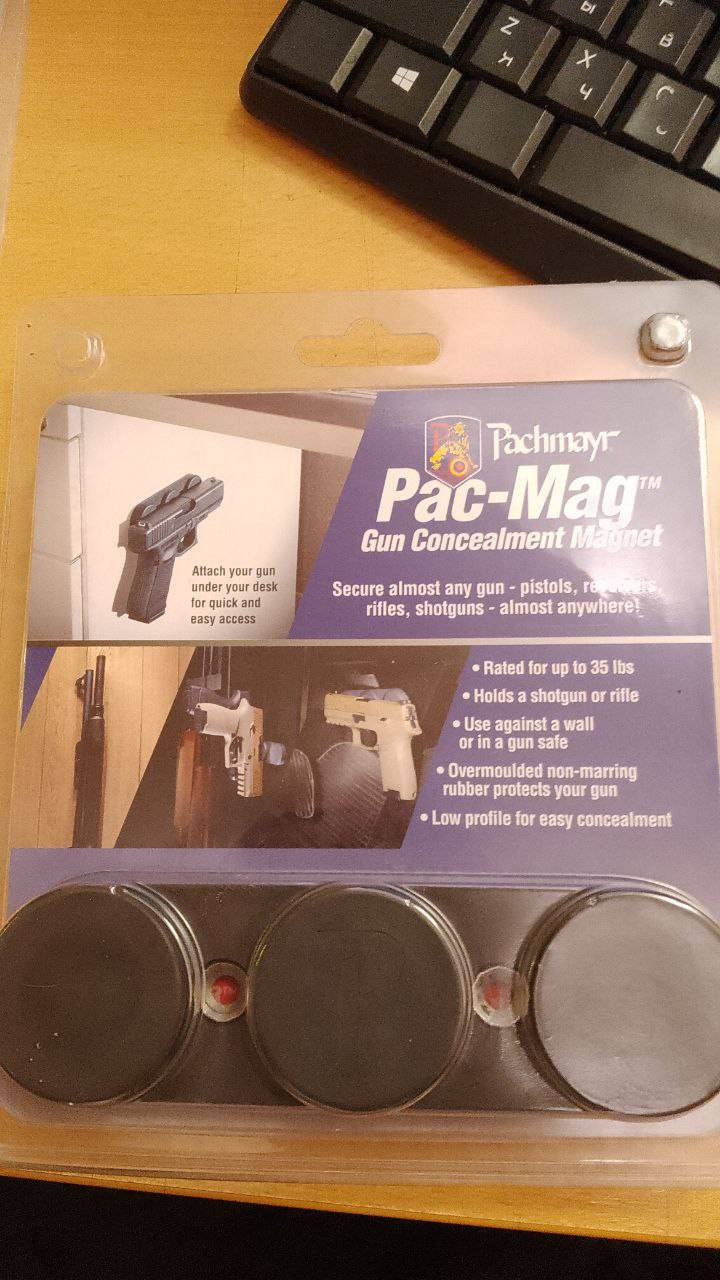 Z
Я
Ы
В
X
Ч
C
С
Pachmayr
Pac-Mag™
Gun Concealment Magnet
Secure almost any gun - pistols,
rifles, shotguns - almost anywhere!
Attach your gun
under your desk
for quick and
easy access
• Rated for up to 35 lbs
• Holds a shotgun or rifle
• Use against a wall
or in a gun safe
• Overmoulded non-marring
rubber protects your gun
• Low profile for easy concealment